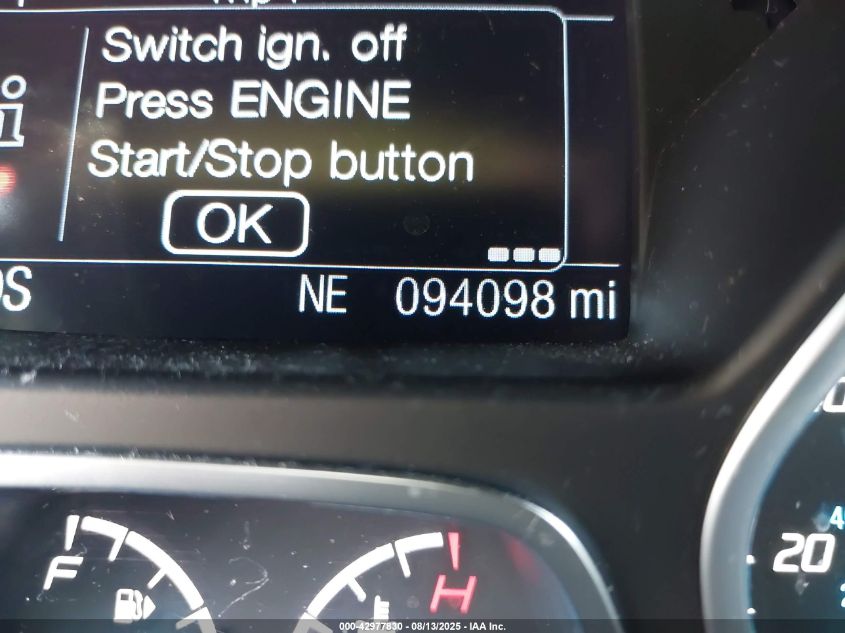 Switch ign. off
Press ENGINE
Start/Stop button
OK
NE 094098 mi
F
H
20
000-42977830 - 08/13/2025 - IAA Inc.